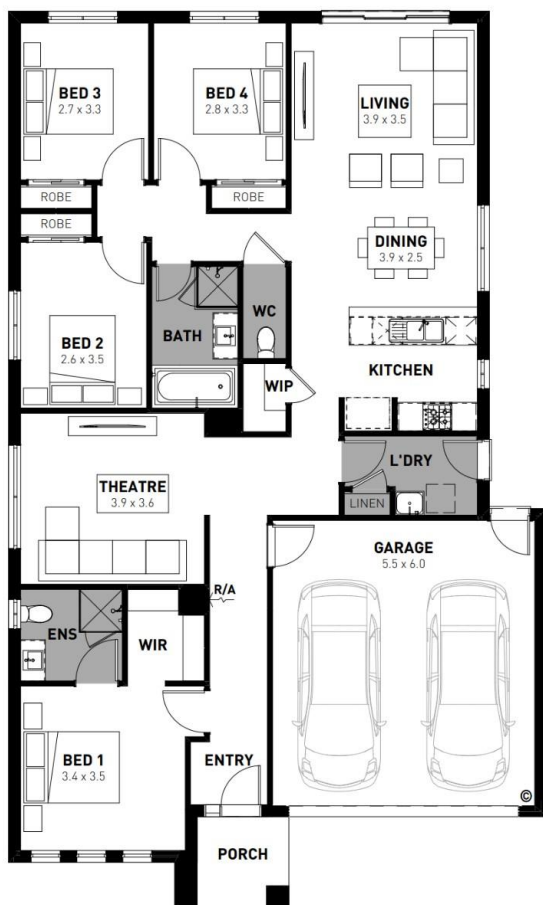 BED 3
2.7 x 3.3
BED 4
2.8 x 3.3
LIVING
3.9 x 3.5
ROBE
ROBE
ROBE
DINING
3.9 x 2.5
BED 2
2.6 x 3.5
BATH
WC
WIP
KITCHEN
L'DRY
LINEN
THEATRE
3.9 x 3.6
GARAGE
5.5 x 6.0
R/A
ENS
WIR
BED 1
3.4 x 3.5
ENTRY
©
PORCH